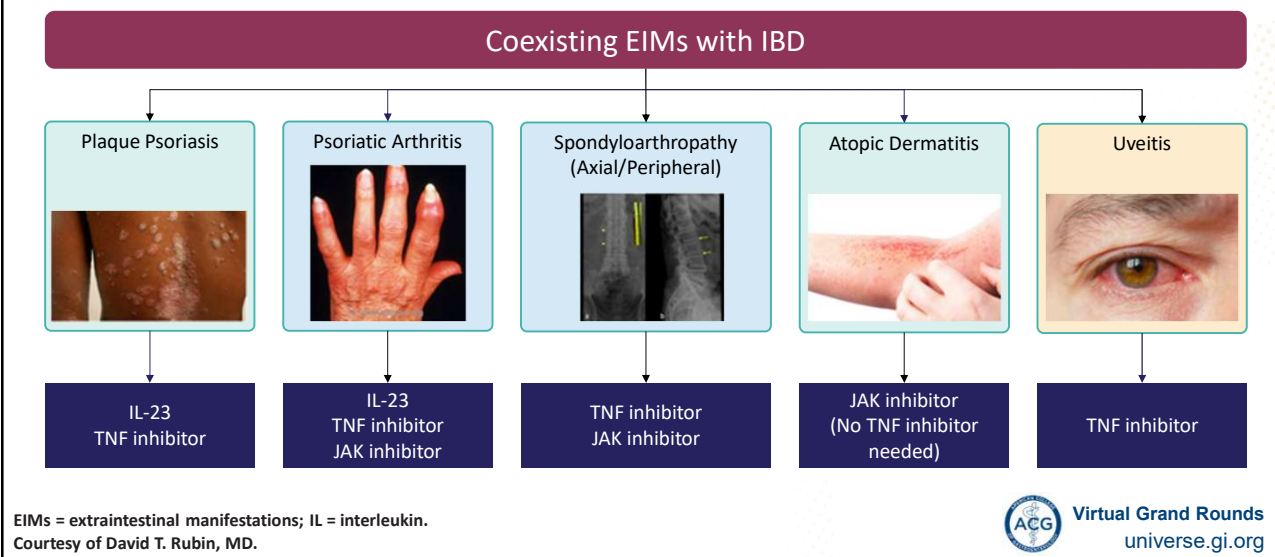 Coexisting EIMs with IBD
Plaque Psoriasis
Psoriatic Arthritis
Spondyloarthropathy
(Axial/Peripheral)
Atopic Dermatitis
Uveitis
IL-23
TNF inhibitor
IL-23
TNF inhibitor
JAK inhibitor
TNF inhibitor
JAK inhibitor
JAK inhibitor
(No TNF inhibitor
needed)
TNF inhibitor
EIMs = extraintestinal manifestations; IL = interleukin.
Courtesy of David T. Rubin, MD.
ACG
Virtual Grand Rounds
universe.gi.org